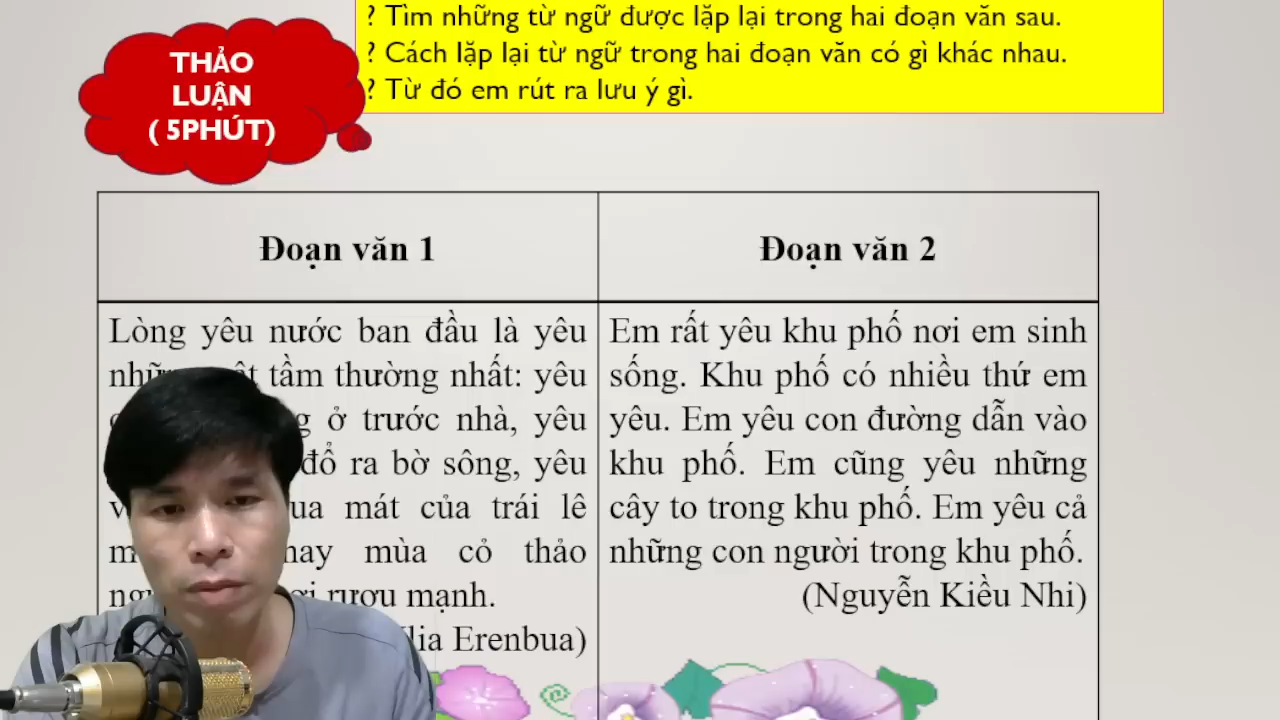 ? Tìm những từ ngữ được lặp lại trong hai đoạn văn sau.
? Cách lặp lại từ ngữ trong hai đoạn văn có gì khác nhau.
? Từ đó em rút ra lưu ý gì.
THẢO
LUẬN
( 5PHÚT)
Đoạn văn 1
Đoạn văn 2
Lòng yêu nước ban đầu là yêu
tầm thường nhất: yêu
ở trước nhà, yêu
đổ ra bờ sông, yêu
mát của trái lê
mùa cỏ thảo
rượu mạnh.
Erenbua)
Em rất yêu khu phố nơi em sinh
sống. Khu phố có nhiều thứ em
yêu. Em yêu con đường dẫn vào
khu phố. Em cũng yêu những
cây to trong khu phố. Em yêu cả
những con người trong khu phố.
(Nguyễn Kiều Nhi)